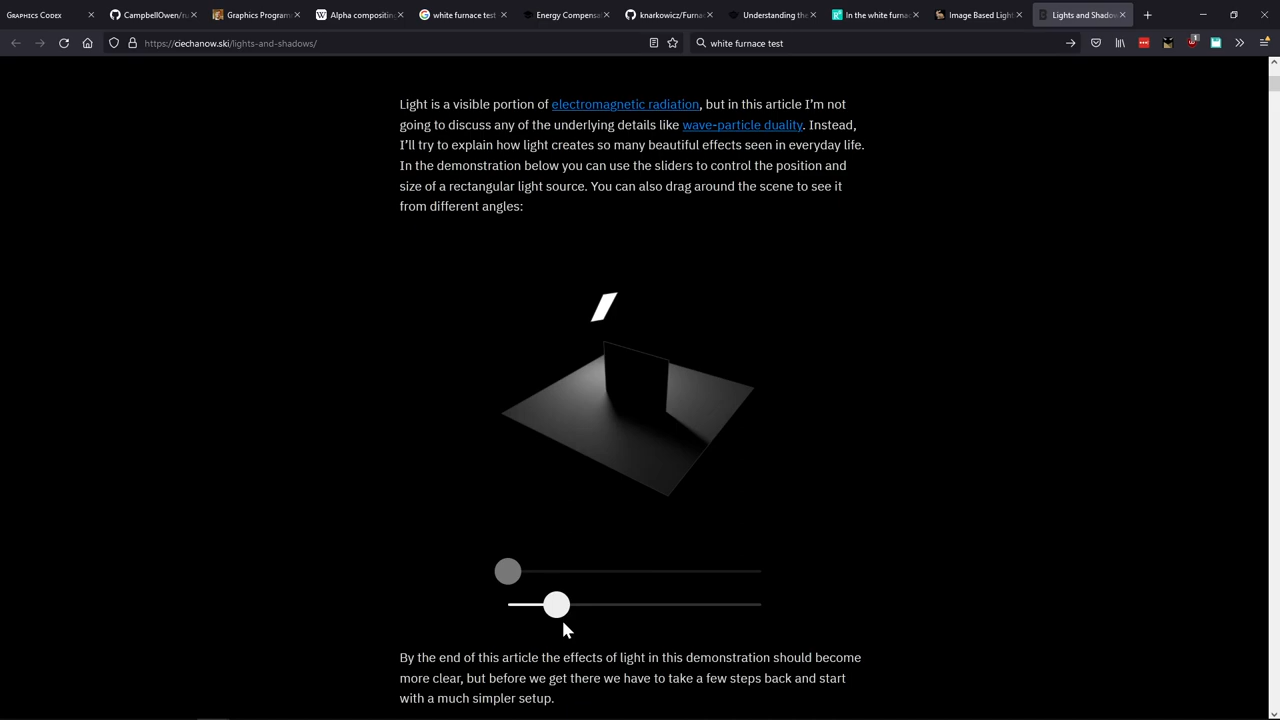 Graphics Codex
CampbellOwen/n
Graphics Program
Alpha compositing
white furnace test
Energy Compensat
knarkowicz/Furna
Understanding the
In the white furna
Image Based Light
Lights and Shadow
https://ciechanow.ski/lights-and-shadows/
white furnace test
1
Light is a visible portion of electromagnetic radiation, but in this article I’m not
going to discuss any of the underlying details like wave-particle duality. Instead,
I’ll try to explain how light creates so many beautiful effects seen in everyday life.
In the demonstration below you can use the sliders to control the position and
size of a rectangular light source. You can also drag around the scene to see it
from different angles:
By the end of this article the effects of light in this demonstration should become
more clear, but before we get there we have to take a few steps back and start
with a much simpler setup.